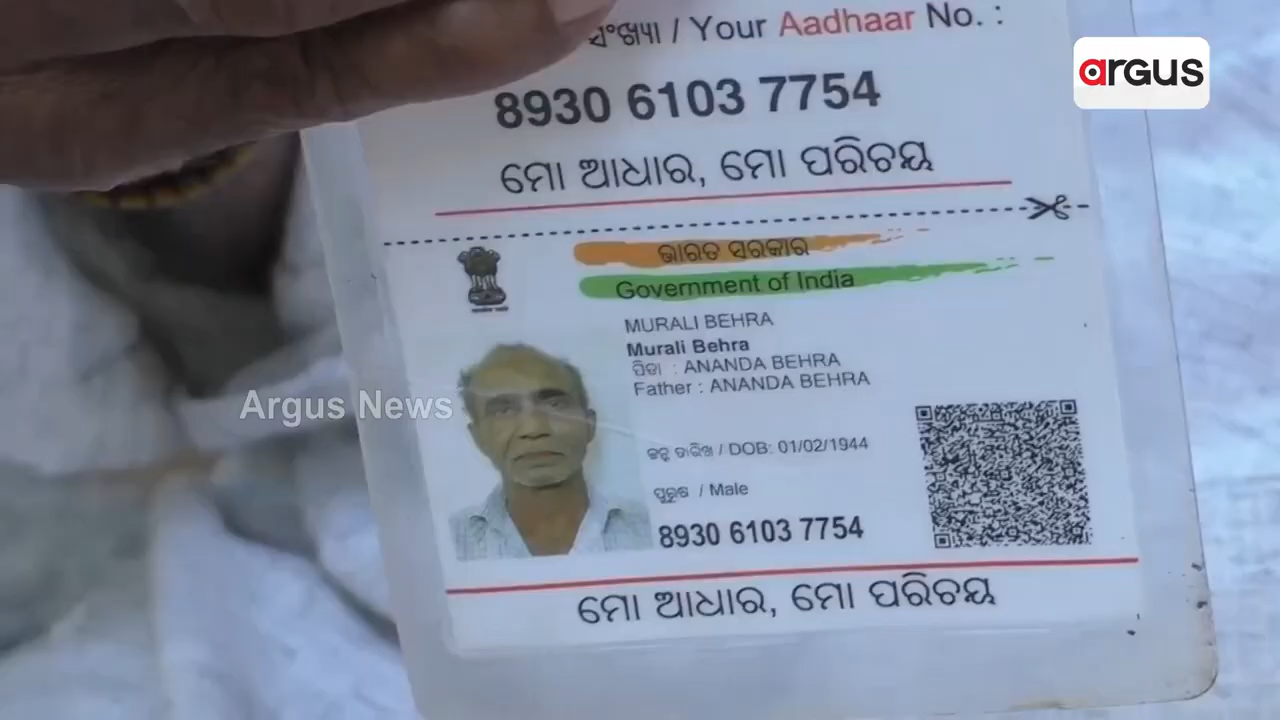 ସଂଖ୍ୟା / Your Aadhaar No. :
argus
8930 6103 7754
ମୋ ଆଧାର, ମୋ ପରିଚୟ
ଭାରତ ସରକାର
Government of India
MURALI BEHRA
Murali Behra
ପିତା : ANANDA BEHRA
Father : ANANDA BEHRA
Argus News
ଜନ୍ମ ତାରିଖ / DOB: 01/02/1944
ପୁରୁଷ / Male
8930 6103 7754
ମୋ ଆଧାର, ମୋ ପରିଚୟ